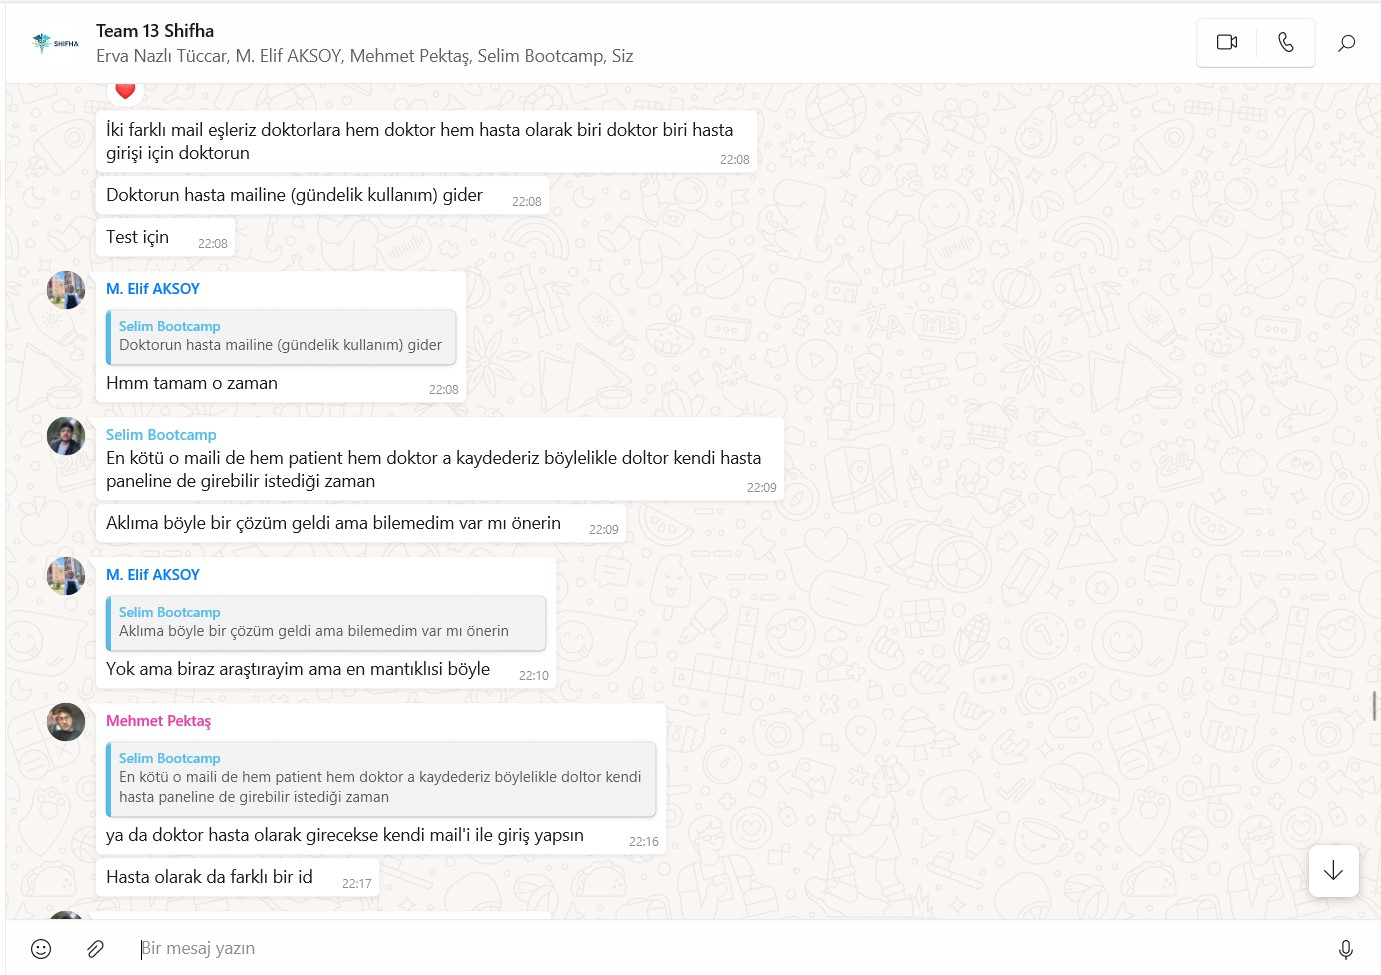 SHIFHA
Team 13 Shifha
Erva Nazlı Tüccar, M. Elif AKSOY, Mehmet Pektaş, Selim Bootcamp, Siz
İki farklı mail eşleriz doktorlara hem doktor hem hasta olarak biri doktor biri hasta
girişi için doktorun
22:08
Doktorun hasta mailine (gündelik kullanım) gider
22:08
Test için
22:08
M. Elif AKSOY
Selim Bootcamp
Doktorun hasta mailine (gündelik kullanım) gider
Hmm tamam o zaman
22:08
Selim Bootcamp
En kötü o maili de hem patient hem doktor a kaydederiz böylelikle doltor kendi hasta
paneline de girebilir istediği zaman
22:09
Aklıma böyle bir çözüm geldi ama bilemedim var mı önerin
22:09
M. Elif AKSOY
Selim Bootcamp
Aklıma böyle bir çözüm geldi ama bilemedim var mı önerin
Yok ama biraz araştırayim ama en mantıklısi böyle
22:10
Mehmet Pektaş
Selim Bootcamp
En kötü o maili de hem patient hem doktor a kaydederiz böylelikle doltor kendi
hasta paneline de girebilir istediği zaman
ya da doktor hasta olarak girecekse kendi mail'i ile giriş yapsın
22:16
Hasta olarak da farklı bir id
22:17
Bir mesaj yazın